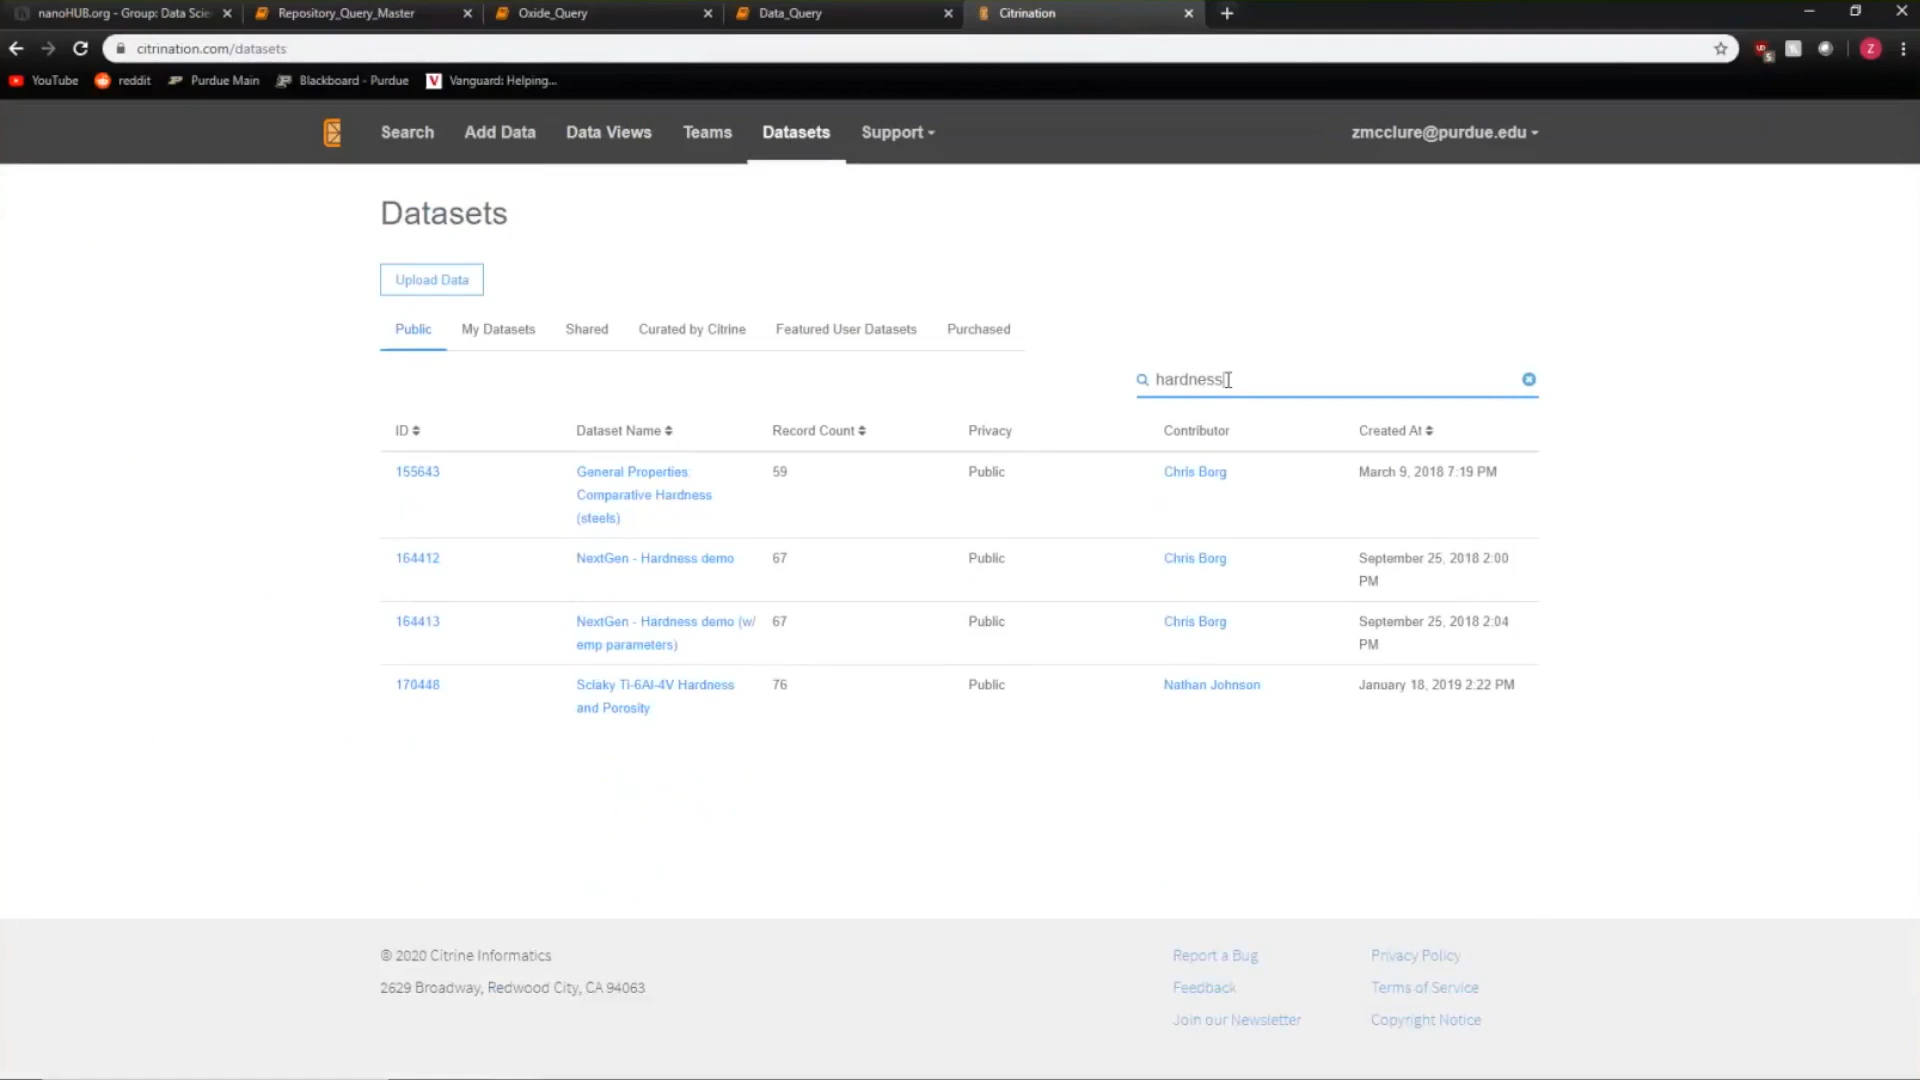 nanoHUB.org - Group: Data Scie
Repository_Query_Master
Oxide_Query
Data_Query
Citrination
citrination.com/datasets
YouTube
reddit
Purdue Main
Blackboard - Purdue
Vanguard: Helping...
Z
Search
Add Data
Data Views
Teams
Datasets
Support
zmcclure@purdue.edu
Datasets
Upload Data
Public
My Datasets
Shared
Curated by Citrine
Featured User Datasets
Purchased
hardness
ID
Dataset Name
Record Count
Privacy
Contributor
Created At
155643
General Properties:
Comparative Hardness
(steels)
59
Public
Chris Borg
March 9, 2018 7:19 PM
164412
NextGen - Hardness demo
67
Public
Chris Borg
September 25, 2018 2:00
PM
164413
NextGen - Hardness demo (w/
emp parameters)
67
Public
Chris Borg
September 25, 2018 2:04
PM
170448
Sciaky Ti-6Al-4V Hardness
and Porosity
76
Public
Nathan Johnson
January 18, 2019 2:22 PM
© 2020 Citrine Informatics
2629 Broadway, Redwood City, CA 94063
Report a Bug
Feedback
Join our Newsletter
Privacy Policy
Terms of Service
Copyright Notice